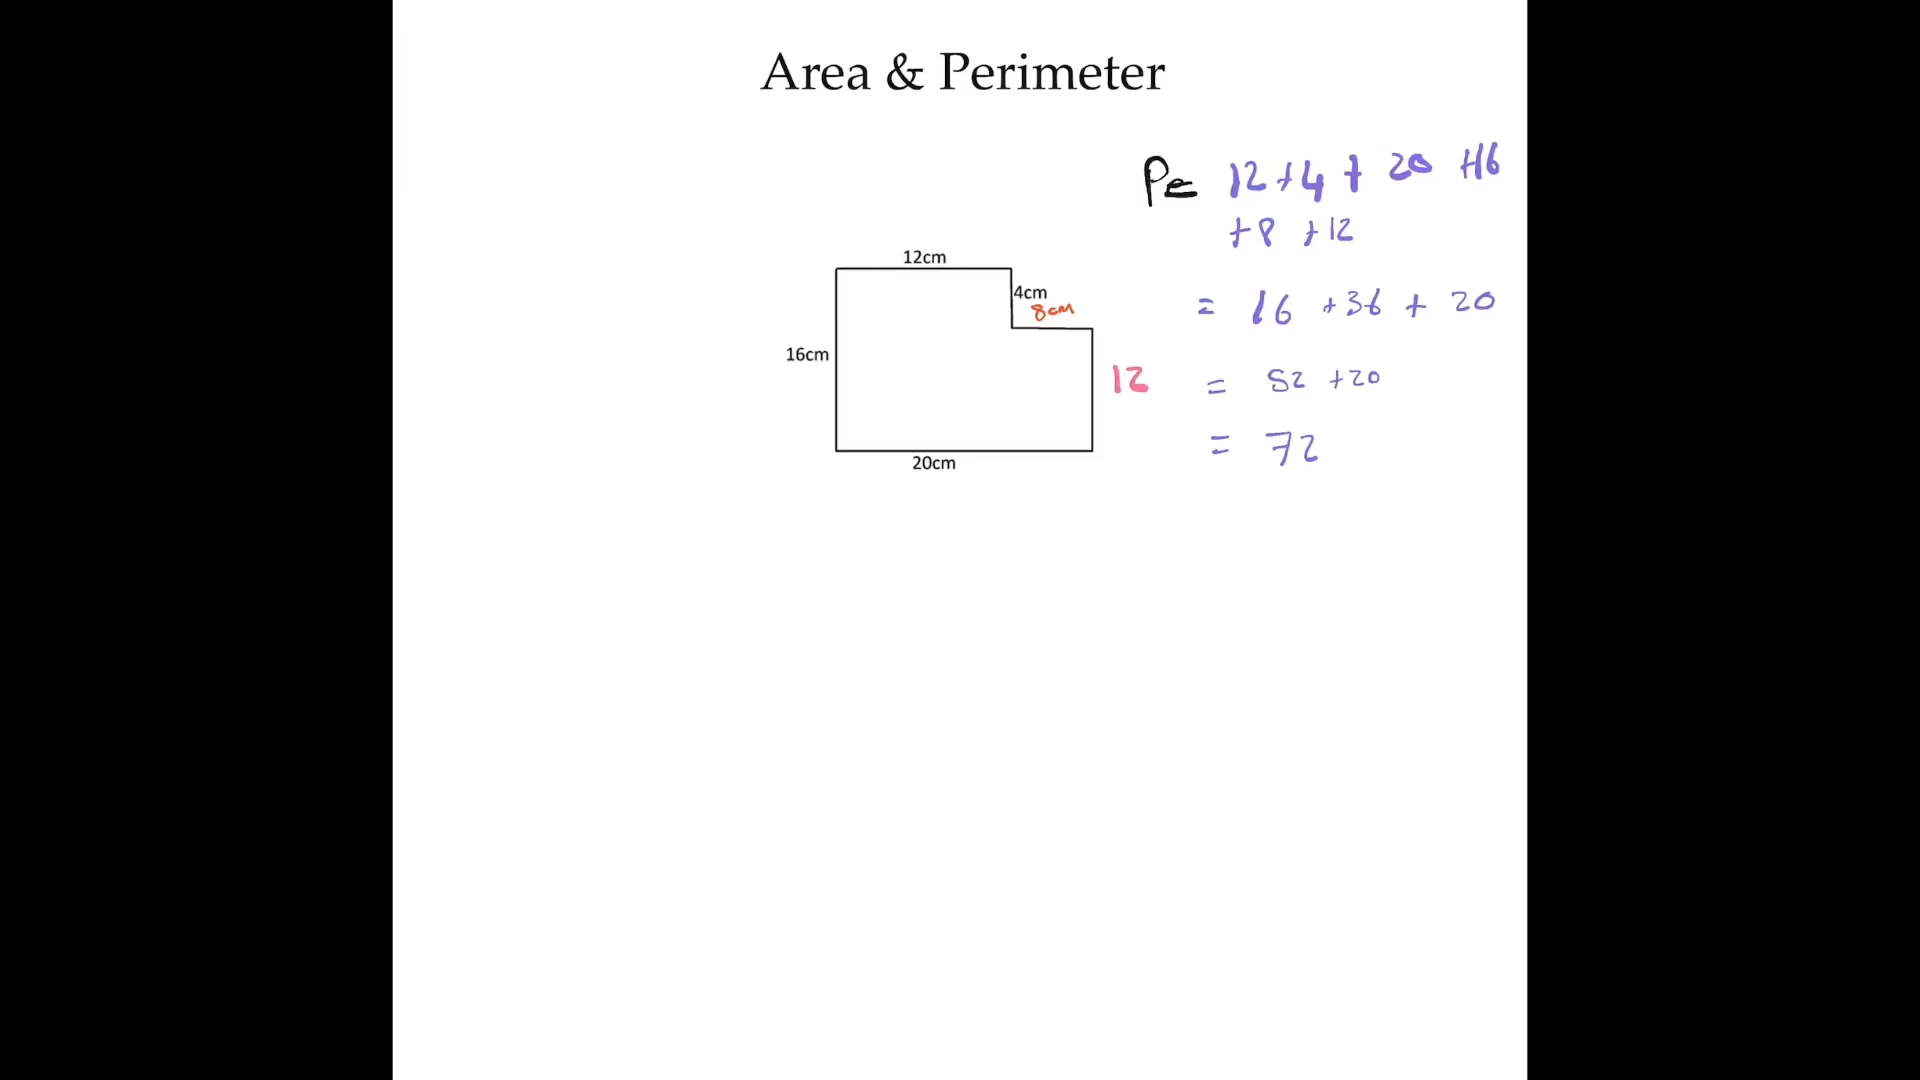 Area & Perimeter
P= 12+4+ 20 +16
+8 +12
12cm
4cm
8cm
= 16 +36 + 20
16cm
12
= 52 +20
= 72
20cm